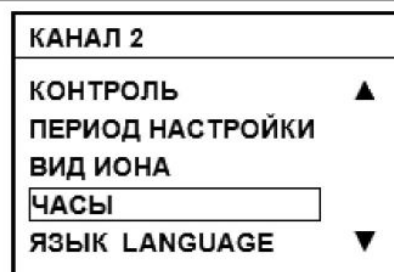 КАНАЛ 2
КОНТРОЛЬ
ПЕРИОД НАСТРОЙКИ
ВИД ИОНА
ЧАСЫ
ЯЗЫК LANGUAGE